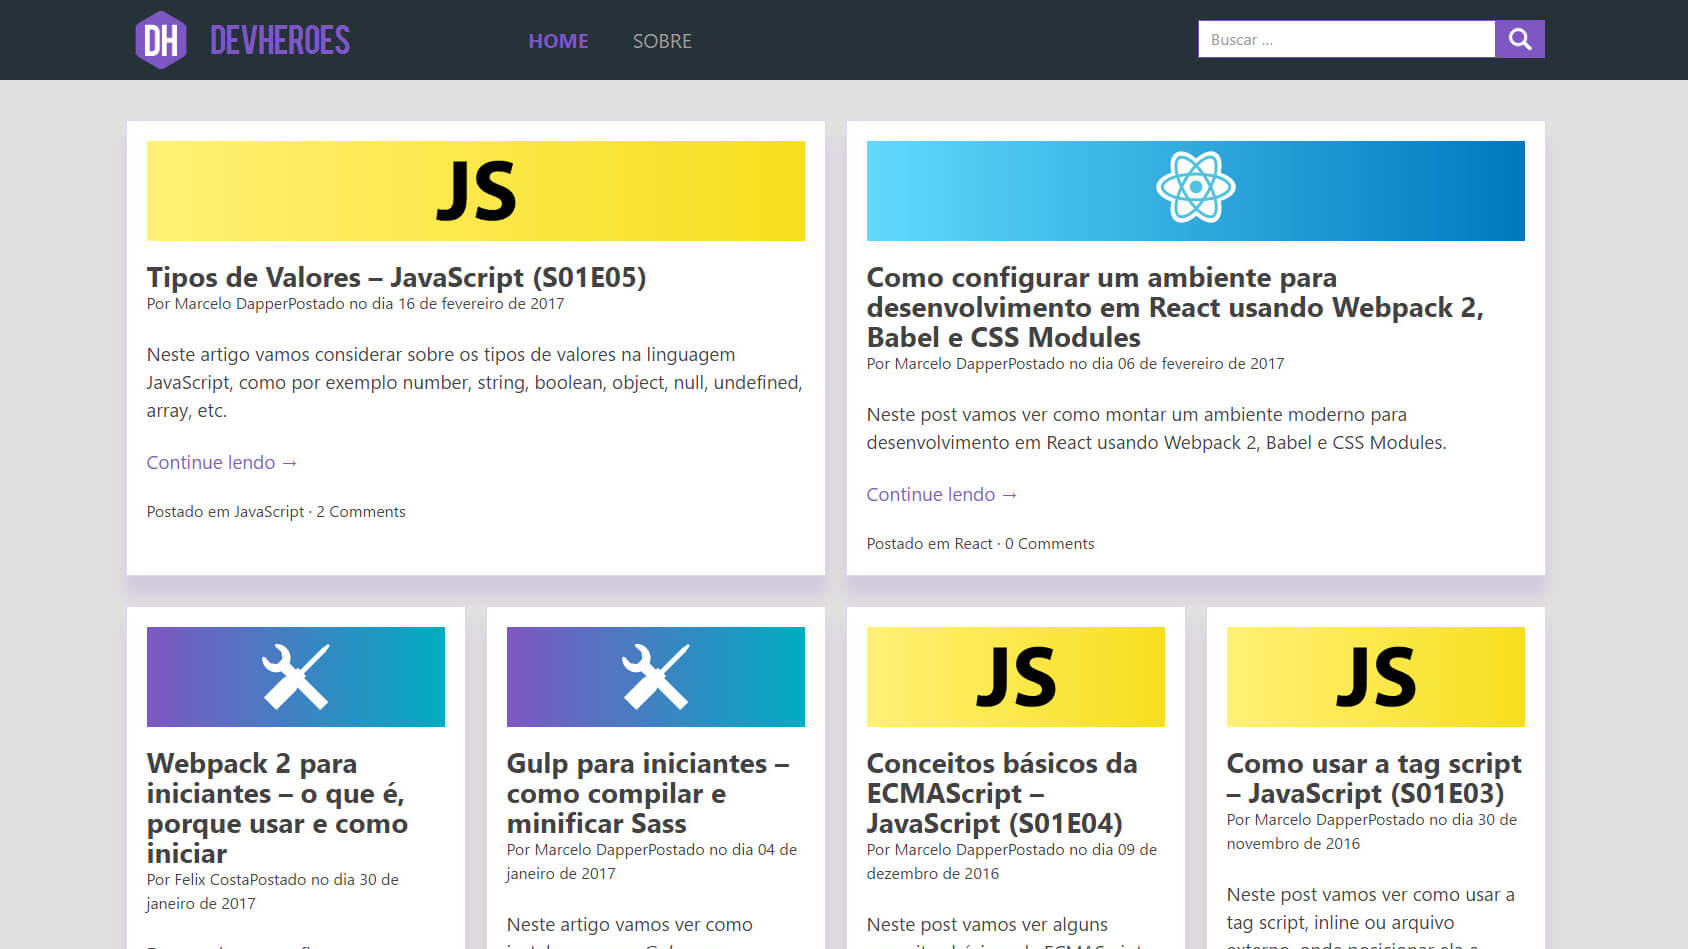 DH DEVHEROES
HOME SOBRE
Buscar ...
JS
Tipos de Valores – JavaScript (S01E05)
Por Marcelo DapperPostado no dia 16 de fevereiro de 2017
Neste artigo vamos considerar sobre os tipos de valores na linguagem
JavaScript, como por exemplo number, string, boolean, object, null, undefined,
array, etc.
Continue lendo →
Postado em JavaScript · 2 Comments
Como configurar um ambiente para
desenvolvimento em React usando Webpack 2,
Babel e CSS Modules
Por Marcelo DapperPostado no dia 06 de fevereiro de 2017
Neste post vamos ver como montar um ambiente moderno para
desenvolvimento em React usando Webpack 2, Babel e CSS Modules.
Continue lendo →
Postado em React · 0 Comments
Webpack 2 para
iniciantes – o que é,
porque usar e como
iniciar
Por Felix CostaPostado no dia 30 de
janeiro de 2017
Gulp para iniciantes –
como compilar e
minificar Sass
Por Marcelo DapperPostado no dia 04 de
janeiro de 2017
Neste artigo vamos ver como
JS
Conceitos básicos da
ECMAScript –
JavaScript (S01E04)
Por Marcelo DapperPostado no dia 09 de
dezembro de 2016
Neste post vamos ver alguns
JS
Como usar a tag script
– JavaScript (S01E03)
Por Marcelo DapperPostado no dia 30 de
novembro de 2016
Neste post vamos ver como usar a
tag script, inline ou arquivo
externo, onde posicionar ela e